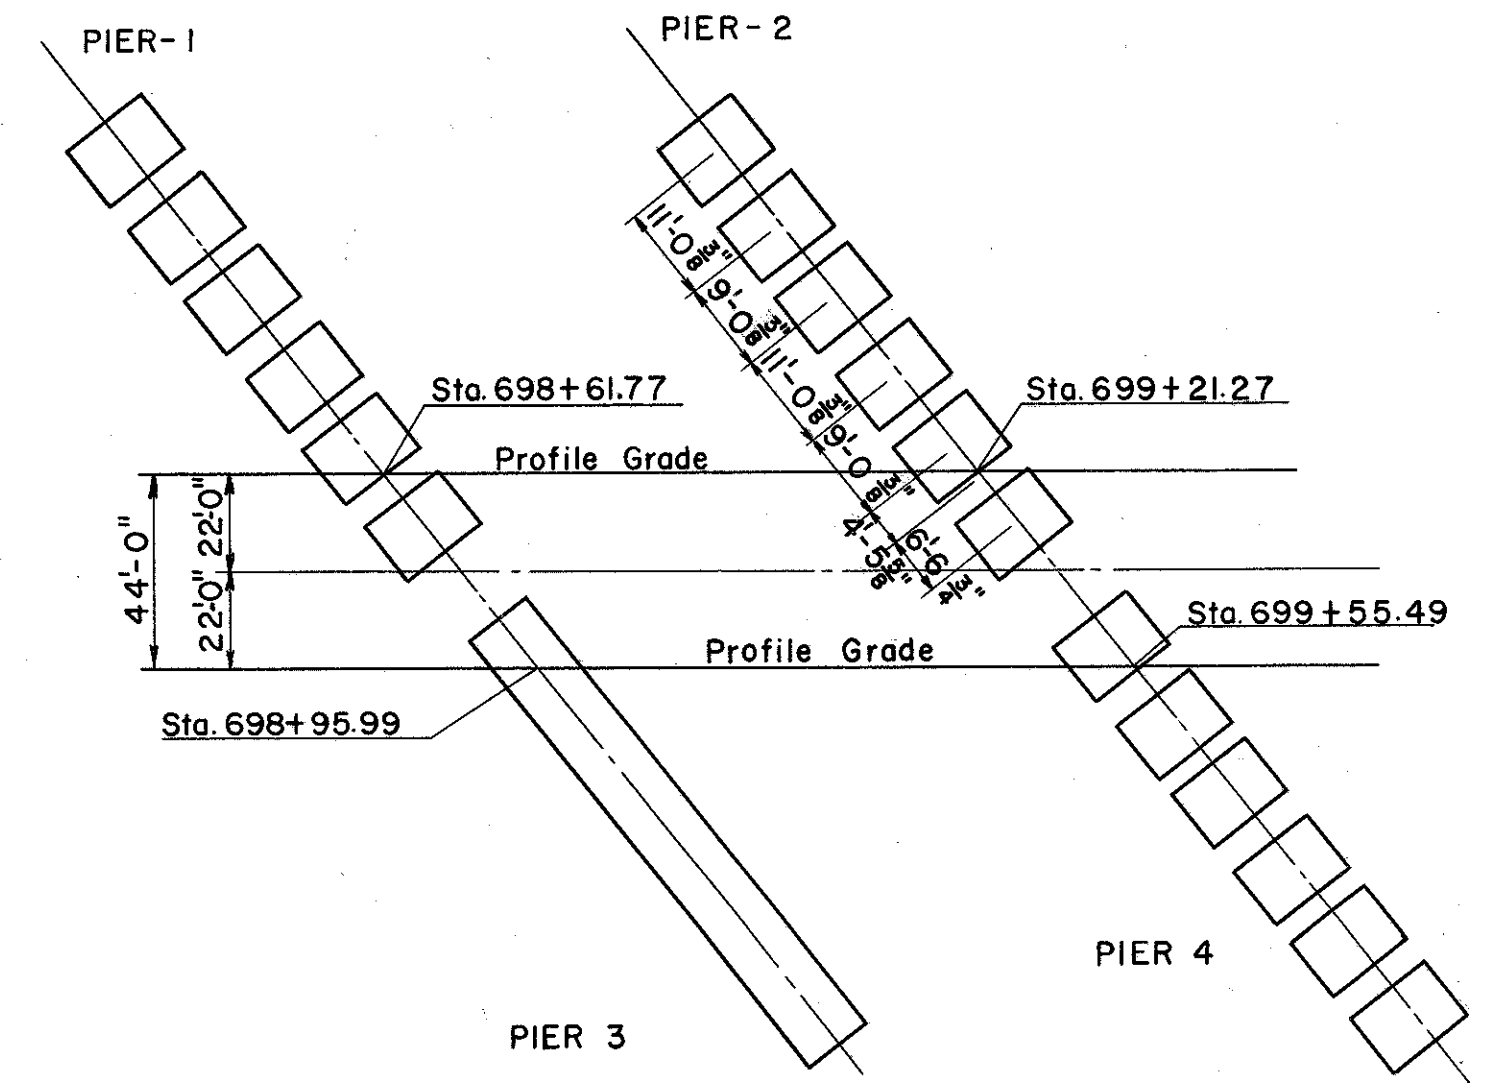 PIER-1
PIER-2
11'-0 3/8"
9'-0 3/8"
11'-0 3/8"
9'-0 3/8"
4'-5 5/8"
6'-6 3/4"
Sta. 698+61.77
Sta. 699+21.27
Profile Grade
22'-0"
44'-0"
22'-0"
Sta. 699+55.49
Profile Grade
Sta. 698+95.99
PIER 4
PIER 3